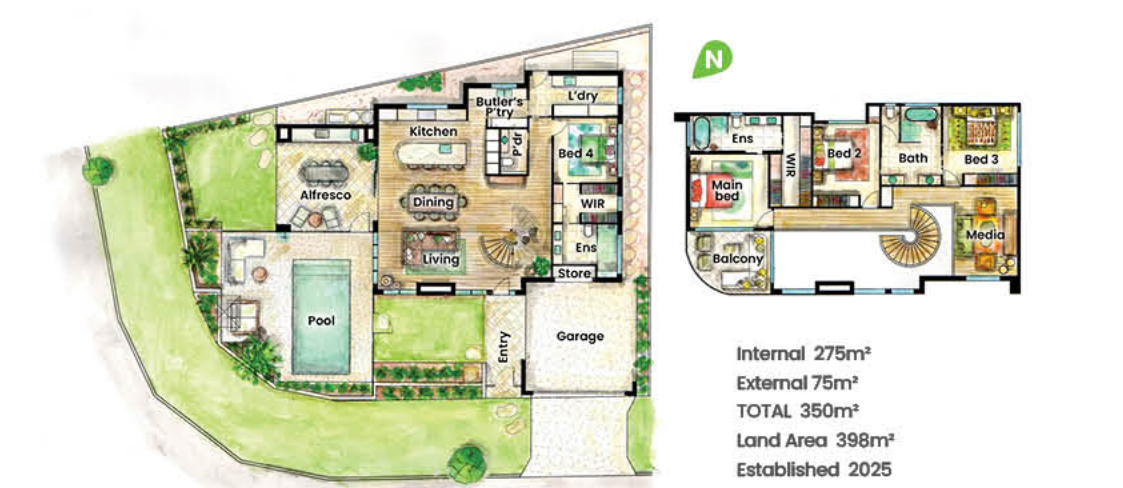 N
Butler's
P'try
L'dry
Kitchen
P'dr
Bed 4
Alfresco
Dining
WIR
Living
Ens
Store
Pool
Entry
Garage
Ens
WIR
Bed 2
Bath
Bed 3
Main
bed
Media
Balcony
Internal 275m²
External 75m²
TOTAL 350m²
Land Area 398m²
Established 2025